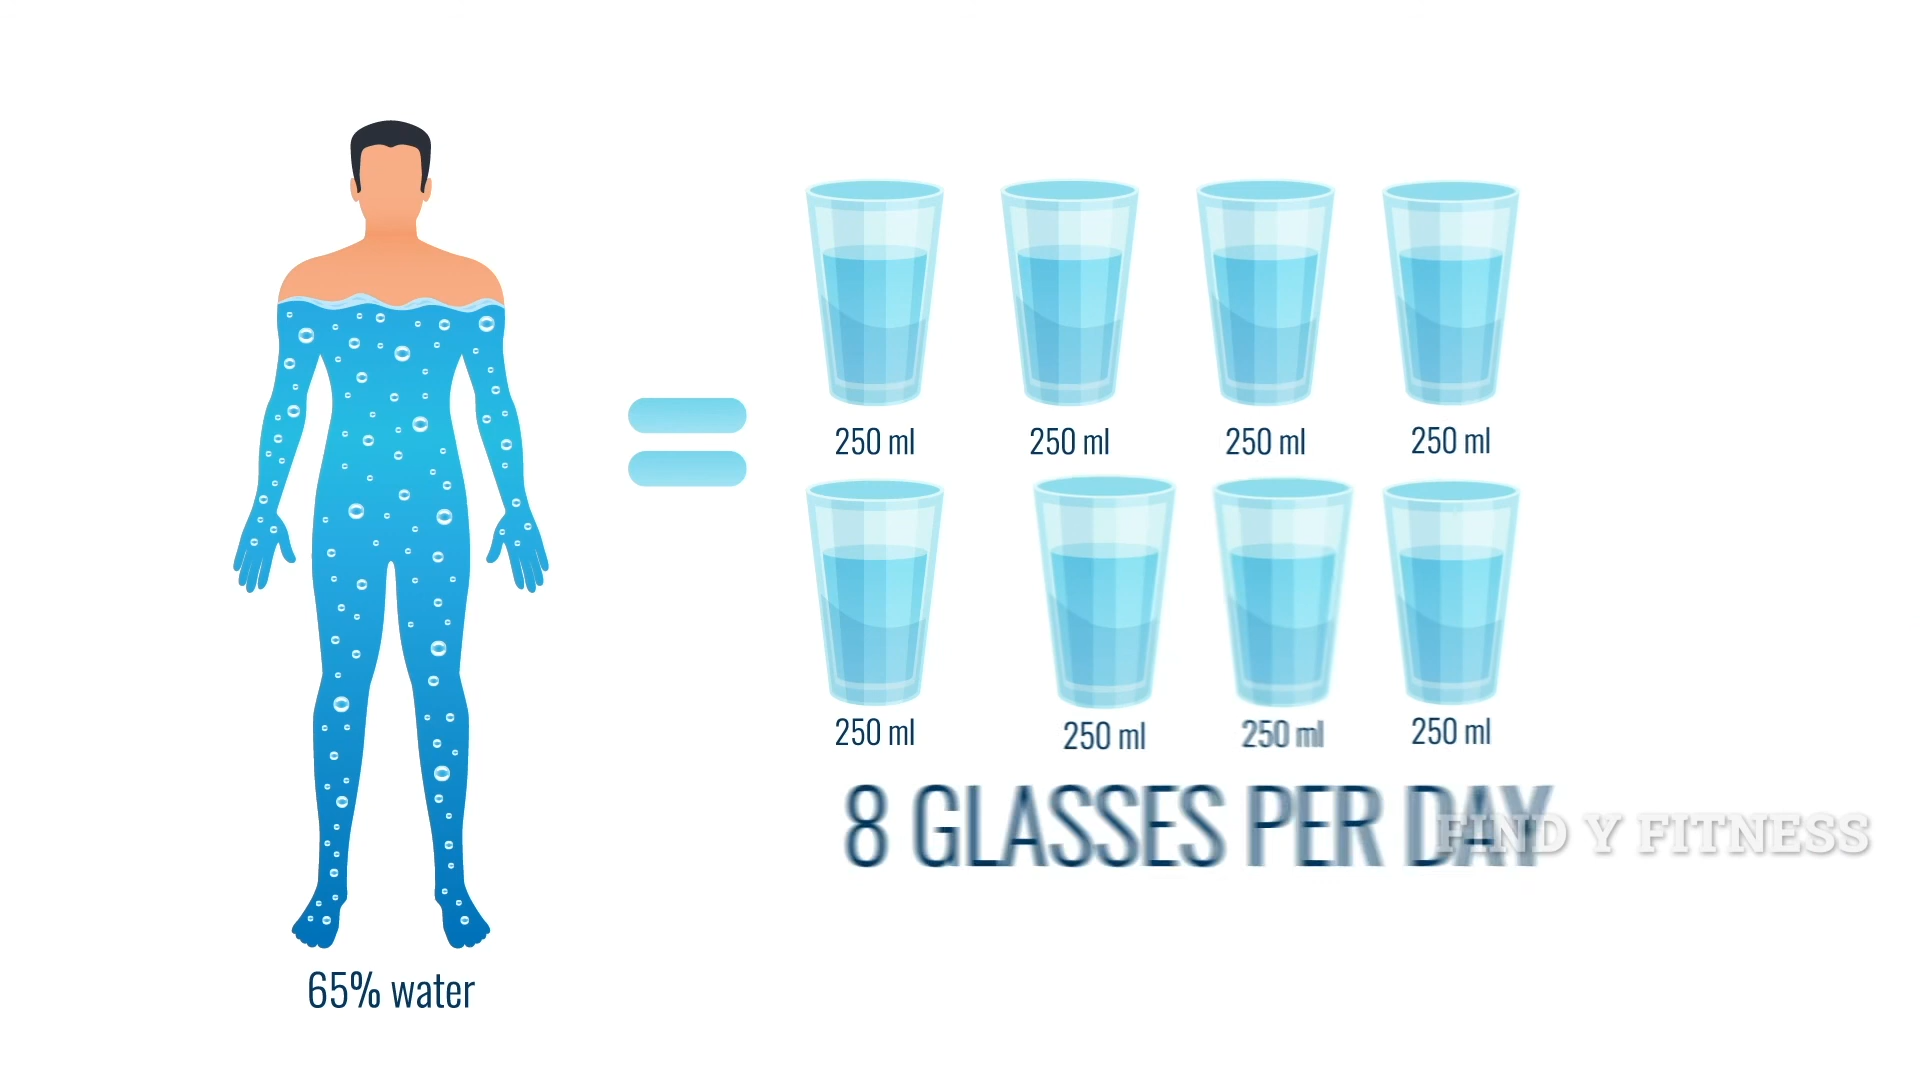 250 ml 250 ml 250 ml 250 ml
250 ml 250 ml 250 ml 250 ml
8 GLASSES PER DAY
FIND Y FITNESS
65% water